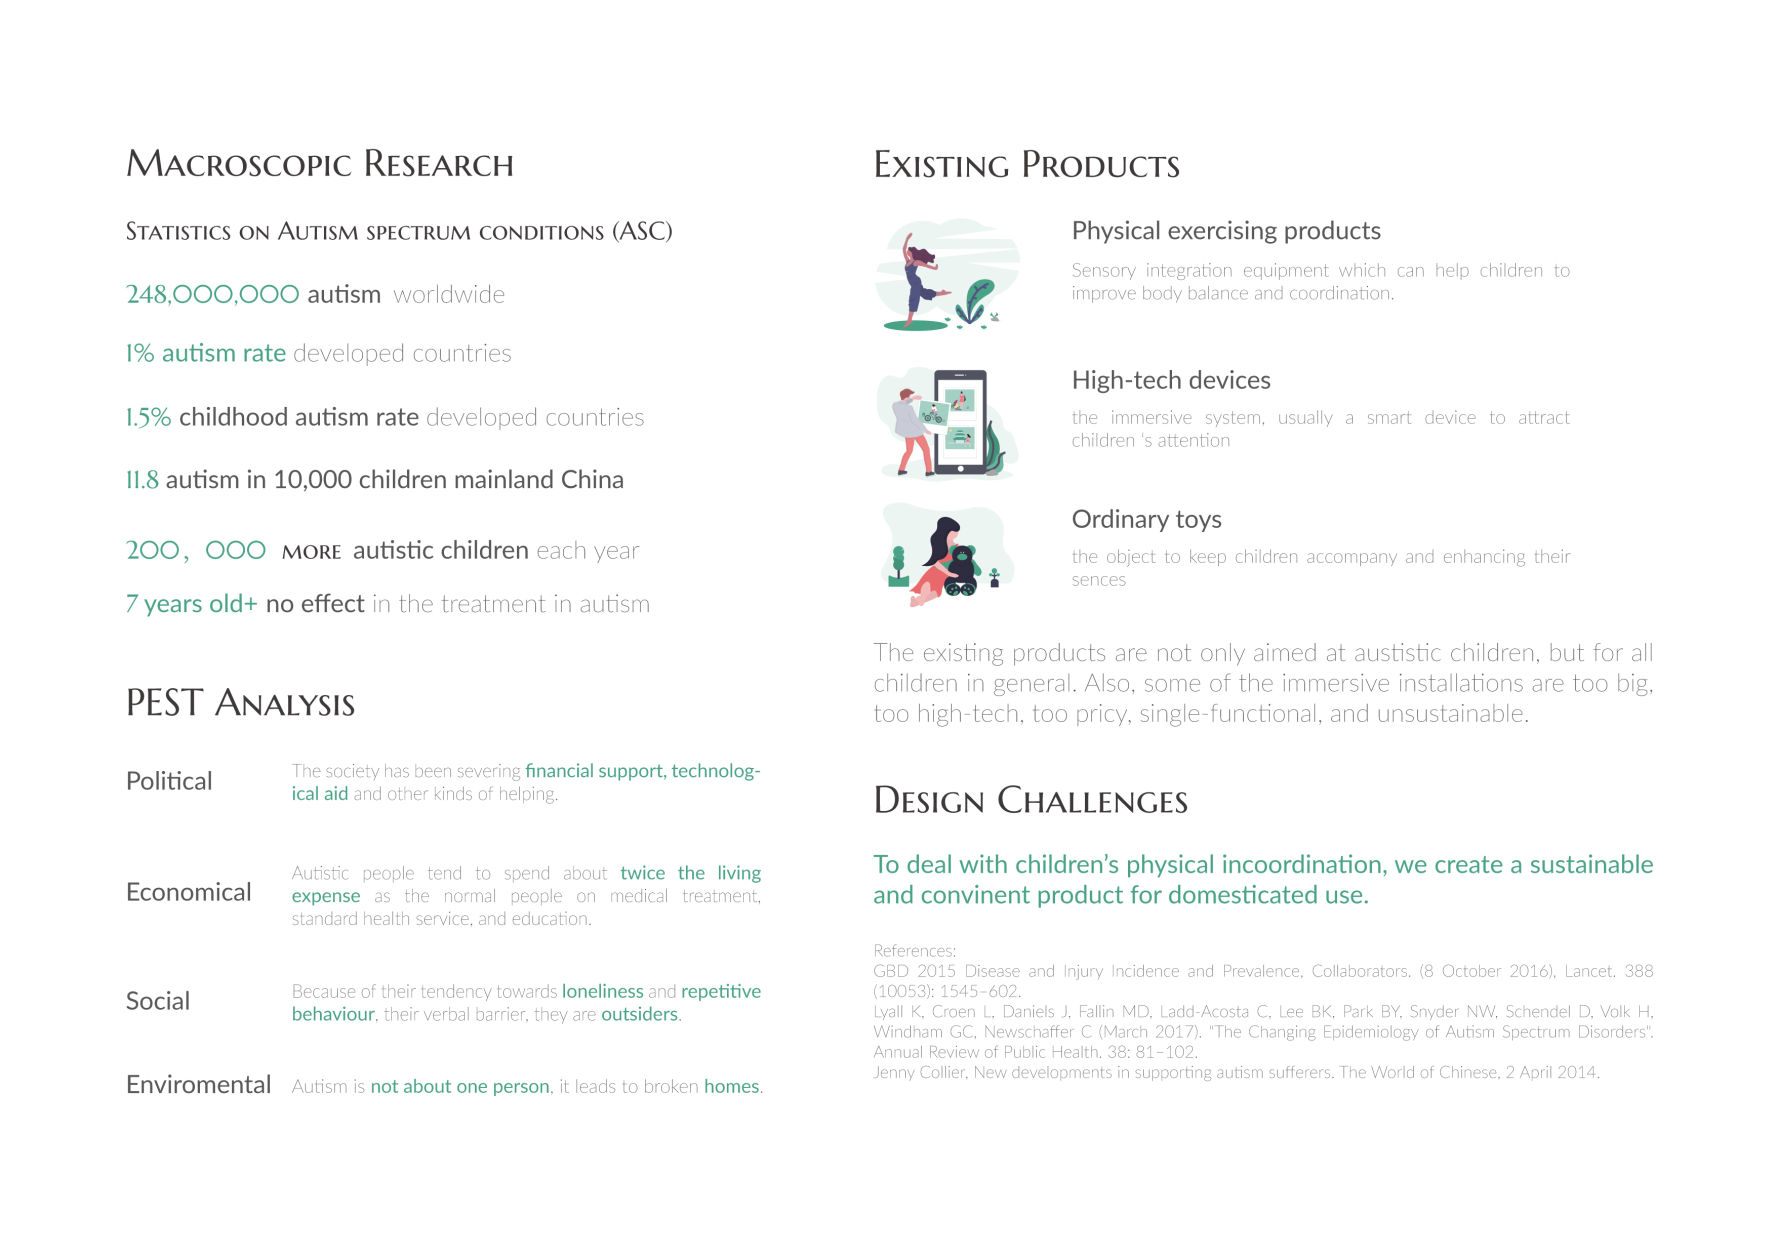 Macroscopic Research
Statistics on Autism spectrum conditions (ASC)
248,000,000 autism worldwide
1% autism rate developed countries
1.5% childhood autism rate developed countries
11.8 autism in 10,000 children mainland China
200, 000 more autistic children each year
7 years old+ no effect in the treatment in autism
PEST Analysis
Political
The society has been severing financial support, technolog-
ical aid and other kinds of helping.
Economical
Autistic people tend to spend about twice the living
expense as the normal people on medical treatment,
standard health service, and education.
Social
Because of their tendency towards loneliness and repetitive
behaviour, their verbal barrier, they are outsiders.
Enviromental
Autism is not about one person, it leads to broken homes.
Existing Products
Physical exercising products
Sensory integration equipment which can help children to
improve body balance and coordination.
High-tech devices
the immersive system, usually a smart device to attract
children 's attention
Ordinary toys
the object to keep children accompany and enhancing their
sences
The existing products are not only aimed at austistic children, but for all
children in general. Also, some of the immersive installations are too big,
too high-tech, too pricy, single-functional, and unsustainable.
Design Challenges
To deal with children's physical incoordination, we create a sustainable
and convinent product for domesticated use.
References:
GBD 2015 Disease and Injury Incidence and Prevalence, Collaborators. (8 October 2016), Lancet. 388
(10053): 1545–602.
Lyall K, Croen L, Daniels J, Fallin MD, Ladd-Acosta C, Lee BK, Park BY, Snyder NW, Schendel D, Volk H,
Windham GC, Newschaffer C (March 2017). "The Changing Epidemiology of Autism Spectrum Disorders".
Annual Review of Public Health. 38: 81–102.
Jenny Collier, New developments in supporting autism sufferers. The World of Chinese, 2 April 2014.